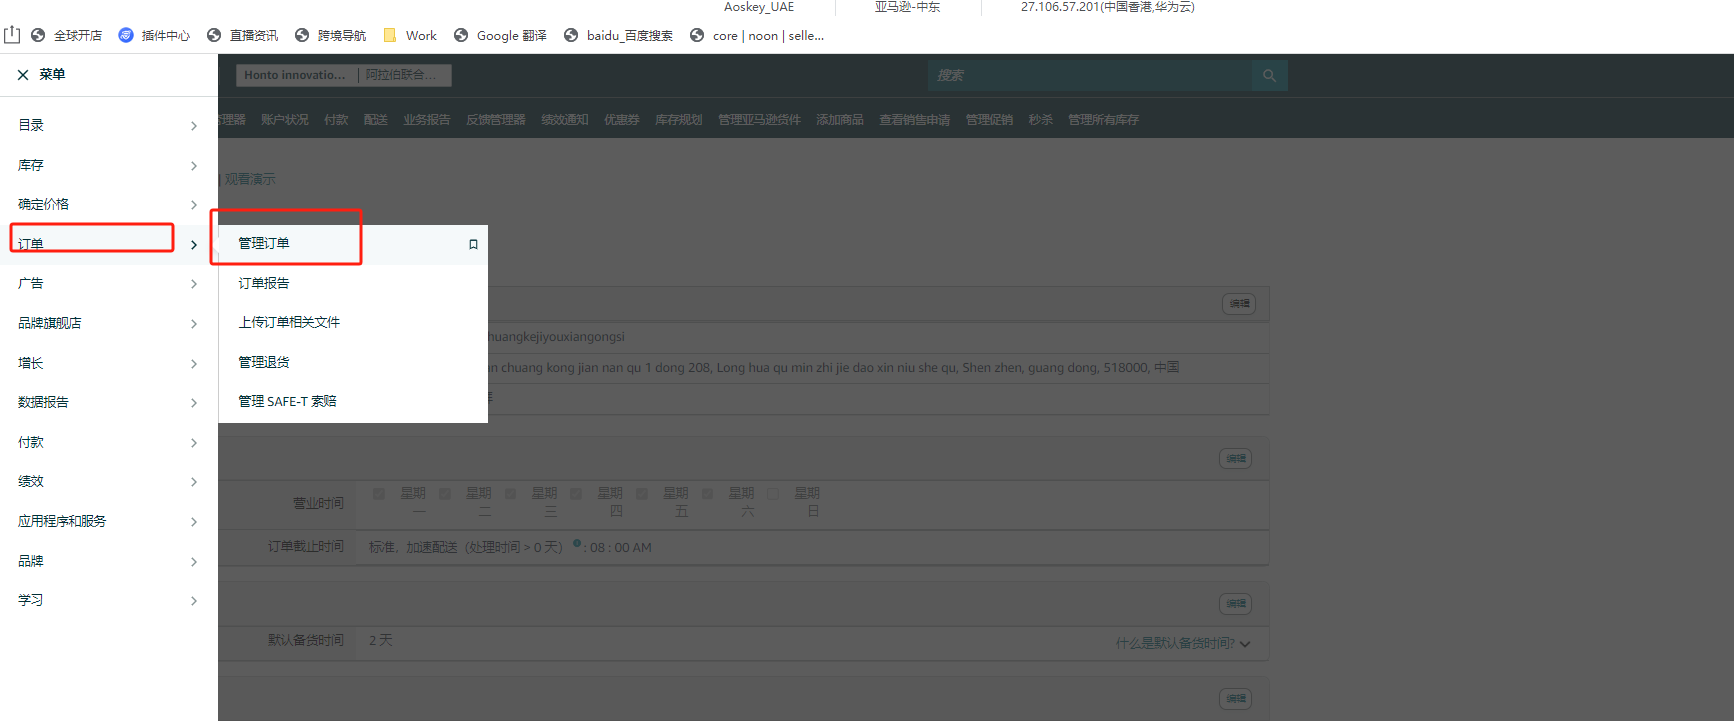 Aoskey_UAE 亚马逊-中东 27.106.57.201(中国香港,华为云)
全球开店 插件中心 直播资讯 跨境导航 Work Google 翻译 baidu_百度搜索 core | noon | selle...
菜单 Honto innovatio... 阿拉伯联合... 搜索
管理器 账户状况 付款 配送 业务报告 反馈管理器 绩效通知 优惠券 库存规划 管理亚马逊货件 添加商品 查看销售申请 管理促销 秒杀 管理所有库存
目录
库存
| 观看演示
确定价格
订单
管理订单
广告
订单报告
编辑
品牌旗舰店
上传订单相关文件
huangkejiyouxiangongsi
增长
管理退货
n chuang kong jian nan qu 1 dong 208, Long hua qu min zhi jie dao xin niu she qu, Shen zhen, guang dong, 518000, 中国
数据报告
管理 SAFE-T 索赔
付款
编辑
绩效
营业时间 星期一 星期二 星期三 星期四 星期五 星期六 星期日
应用程序和服务
订单截止时间 标准，加速配送（处理时间 > 0 天） : 08 : 00 AM
品牌
学习
编辑
默认备货时间 2 天 什么是默认备货时间?
编辑